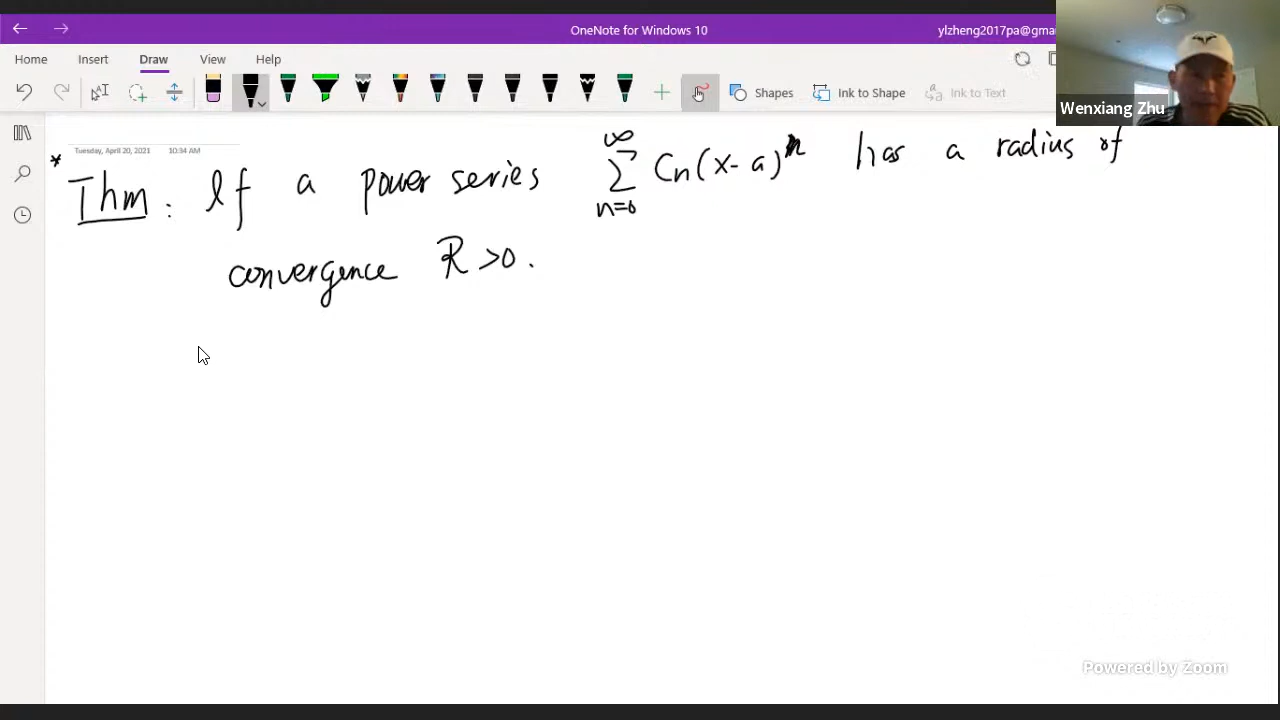 OneNote for Windows 10
ylzheng2017pa@gma
Home Insert Draw View Help
Shapes Ink to Shape Ink to Text
Wenxiang Zhu
Tuesday, April 20, 2021 10:34 AM
* Thm: If a power series ∑_{n=0}^{∞} Cn(x-a)^n has a radius of
convergence R>0.
Powered by Zoom